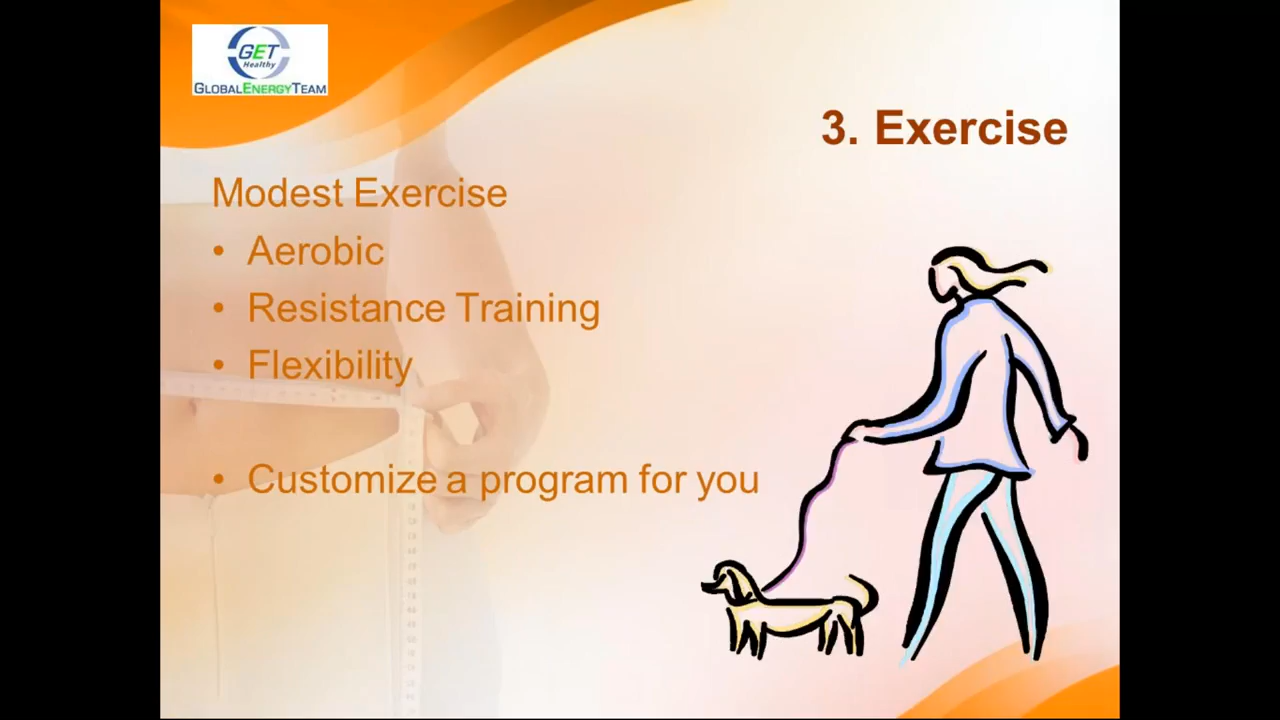 GET
Healthy
GLOBALENERGYTEAM
3. Exercise
Modest Exercise
• Aerobic
• Resistance Training
• Flexibility
• Customize a program for you